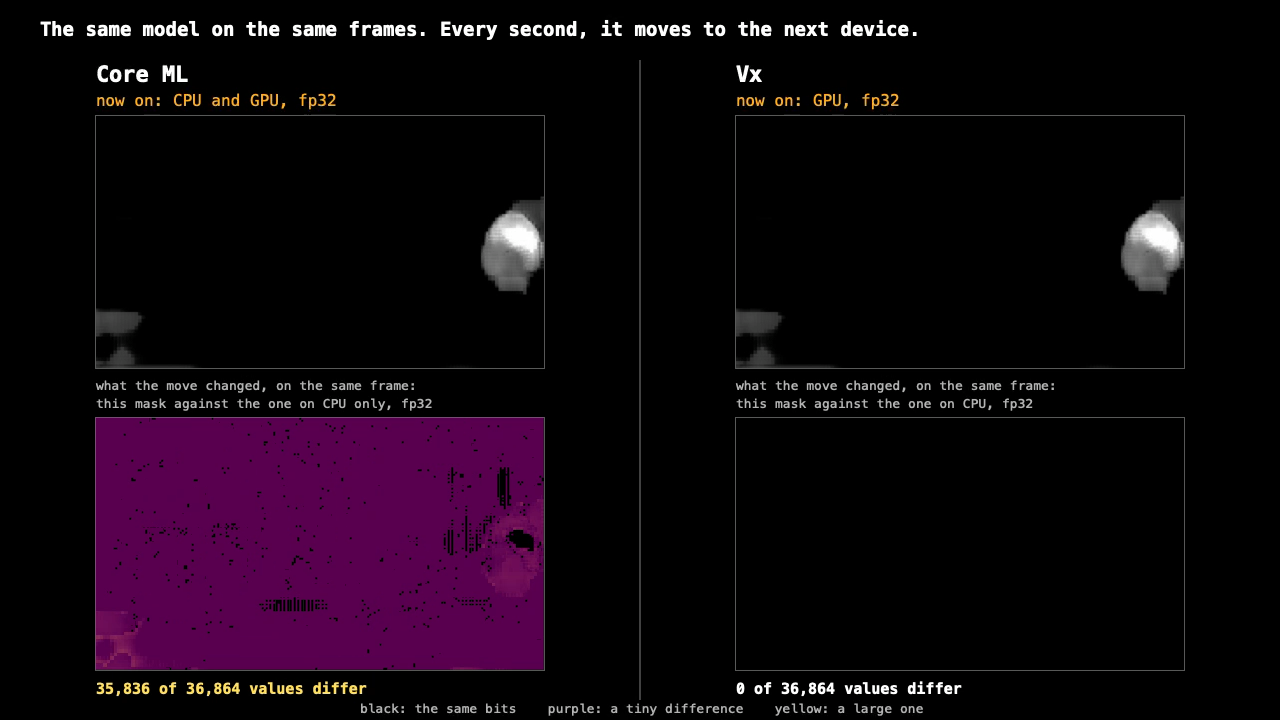 The same model on the same frames. Every second, it moves to the next device.
Core ML
now on: CPU and GPU, fp32
what the move changed, on the same frame:
this mask against the one on CPU only, fp32
35,836 of 36,864 values differ
Vx
now on: GPU, fp32
what the move changed, on the same frame:
this mask against the one on CPU, fp32
0 of 36,864 values differ
black: the same bits    purple: a tiny difference    yellow: a large one